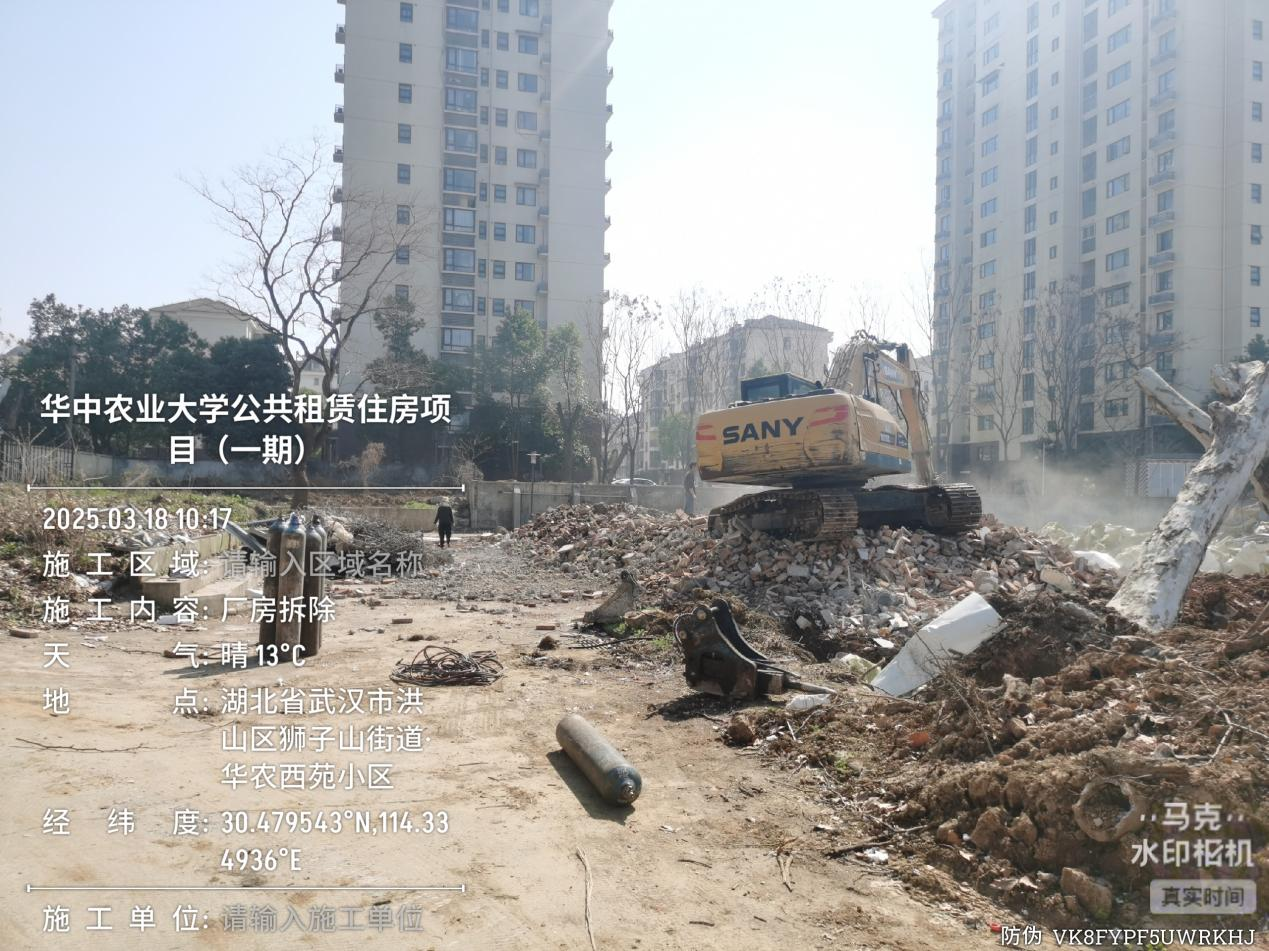 华中农业大学公共租赁住房项
目（一期）
2025.03.18 10:17
施工区域: 请输入区域名称
施工内容: 厂房拆除
天气: 晴 13°C
地点: 湖北省武汉市洪
山区狮子山街道·
华农西苑小区
经纬度: 30.479543°N,114.33
4936°E
施工单位: 请输入施工单位
SANY
马克
水印相机
真实时间
防伪 VK8FYPF5UWRKHJ